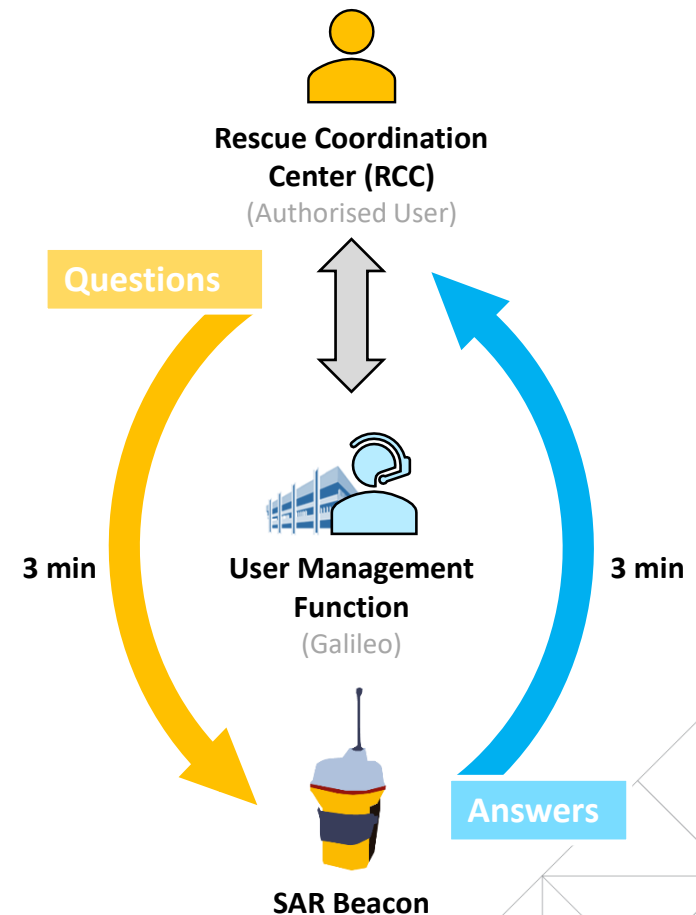 Rescue Coordination
Center (RCC)
(Authorised User)
Questions
3 min
User Management
Function
(Galileo)
3 min
Answers
SAR Beacon